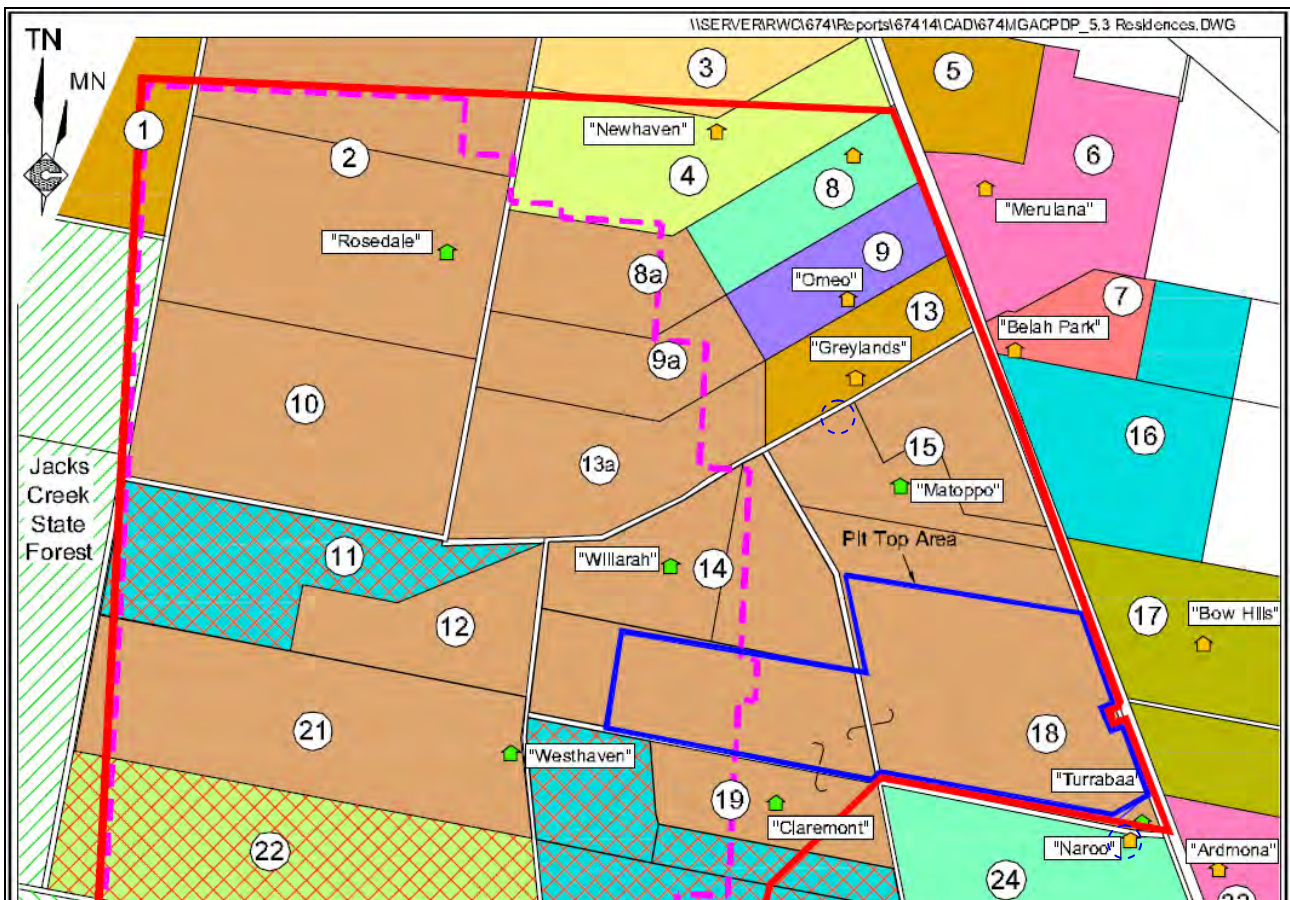 \\SERVER\RWC\674\Reports\67414\CAD\674MGACPDP_5.3 Residences.DWG
TN
MN
1
2
3
4
5
6
"Newhaven"
8
"Merulana"
"Rosedale"
8a
9
"Omeo"
13
7
"Belah Park"
"Greylands"
9a
10
13a
15
16
"Matoppo"
Jacks
Creek
State
Forest
Pit Top Area
11
"Willarah"
14
12
17
"Bow Hills"
21
"Westhaven"
18
"Turrabaa"
19
"Claremont"
22
"Naroo"
"Ardmona"
24
23